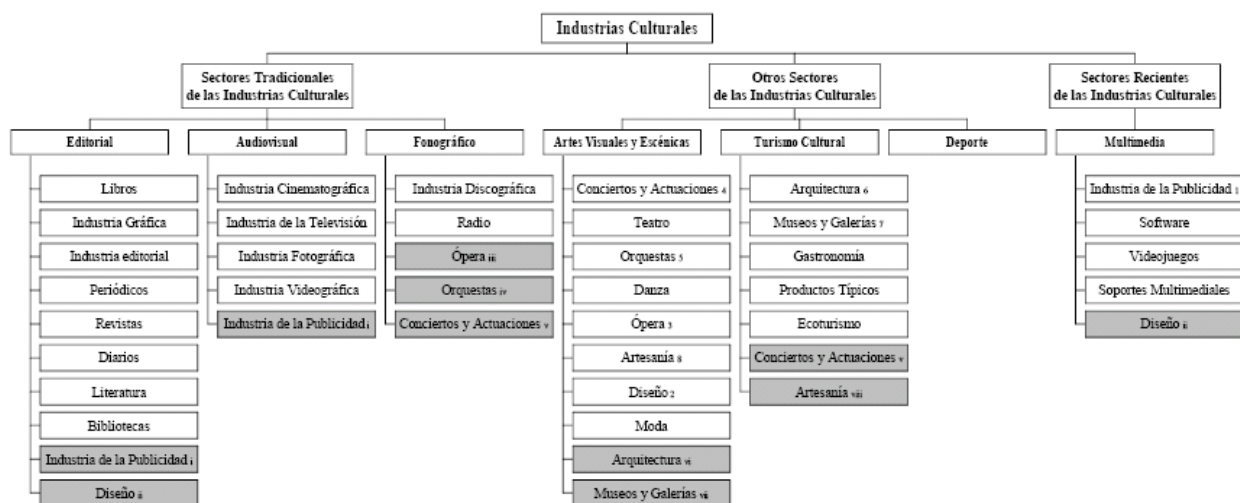 Industrias Culturales
Sectores Tradicionales
de las Industrias Culturales
Otros Sectores
de las Industrias Culturales
Sectores Recientes
de las Industrias Culturales
Editorial
Audiovisual
Fonográfico
Artes Visuales y Escénicas
Turismo Cultural
Deporte
Multimedia
Libros
Industria Gráfica
Industria editorial
Periódicos
Revistas
Diarios
Literatura
Bibliotecas
Industria de la Publicidad i
Diseño ii
Industria Cinematográfica
Industria de la Televisión
Industria Fotográfica
Industria Videográfica
Industria de la Publicidad i
Industria Discográfica
Radio
Ópera iii
Orquestas iv
Conciertos y Actuaciones v
Conciertos y Actuaciones 4
Teatro
Orquestas 5
Danza
Ópera 3
Artesanía 8
Diseño 2
Moda
Arquitectura vi
Museos y Galerías vii
Arquitectura 6
Museos y Galerías 7
Gastronomía
Productos Típicos
Ecoturismo
Conciertos y Actuaciones v
Artesanía viii
Industria de la Publicidad 1
Software
Videojuegos
Soportes Multimediales
Diseño ii